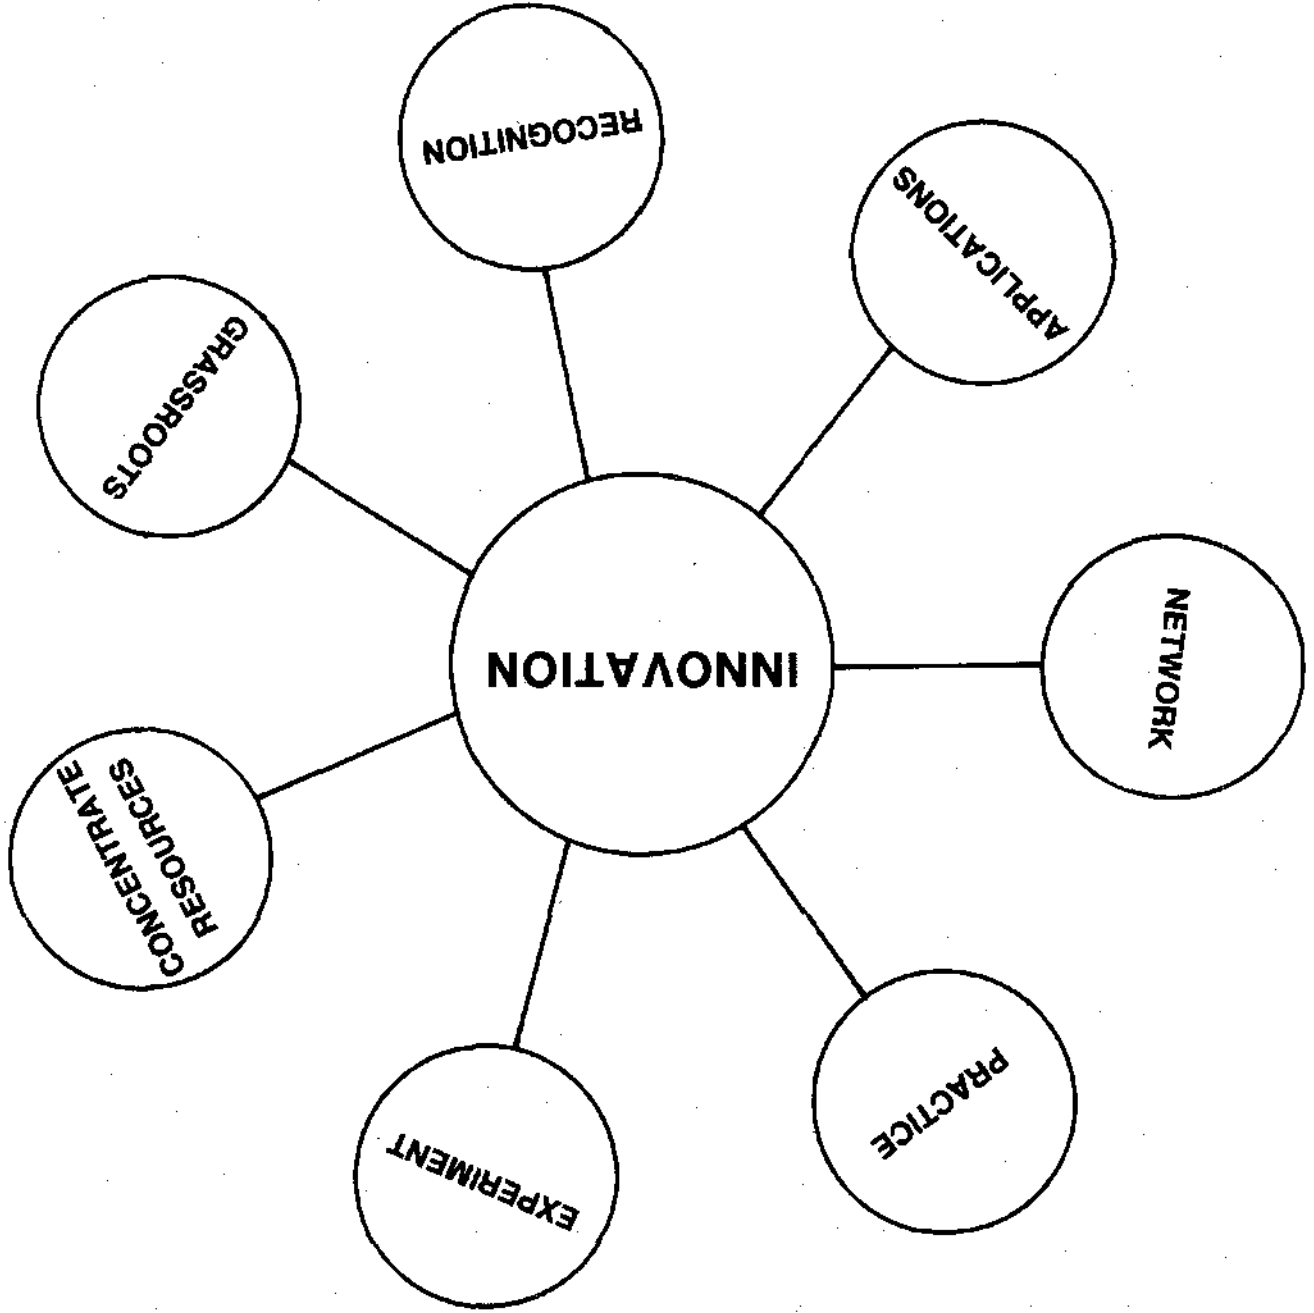 INNOVATION
RECOGNITION
APPLICATIONS
NETWORK
PRACTICE
EXPERIMENT
CONCENTRATE
RESOURCES
GRASSROOTS